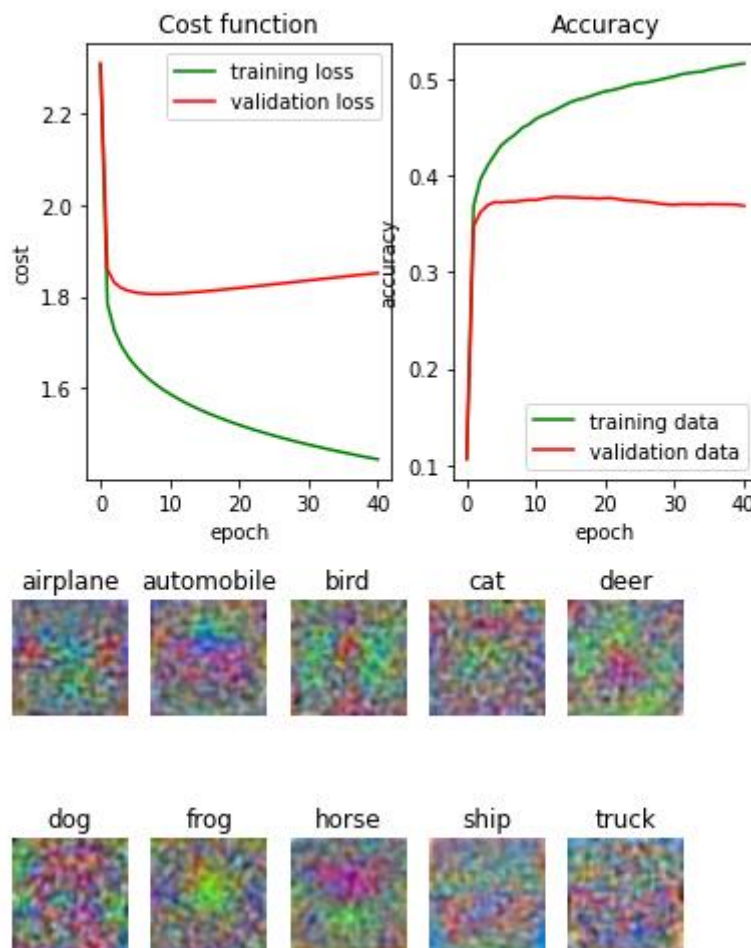 Cost function
training loss
validation loss
2.2
2.0
1.8
1.6
cost
0
10
20
30
40
epoch
Accuracy
0.5
0.4
0.3
0.2
0.1
accuracy
training data
validation data
0
10
20
30
40
epoch
airplane automobile bird cat deer
dog frog horse ship truck